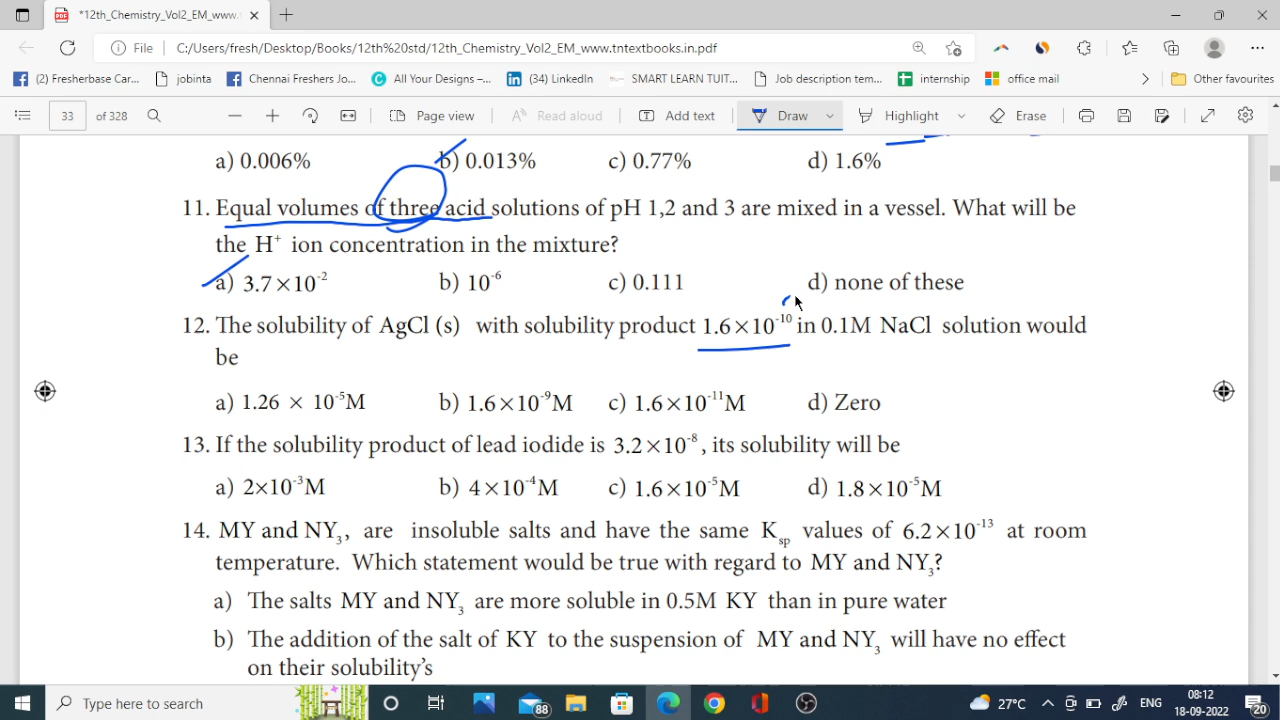 *12th_Chemistry_Vol2_EM_www.
File C:/Users/fresh/Desktop/Books/12th%20std/12th_Chemistry_Vol2_EM_www.tntextbooks.in.pdf
(2) Fresherbase Car... jobinta Chennai Freshers Jo... All Your Designs –... (34) LinkedIn SMART LEARN TUIT... Job description tem... internship office mail Other favourites
33 of 328 Page view Read aloud Add text Draw Highlight Erase
a) 0.006% b) 0.013% c) 0.77% d) 1.6%
11. Equal volumes of three acid solutions of pH 1,2 and 3 are mixed in a vessel. What will be
the H⁺ ion concentration in the mixture?
a) 3.7×10⁻² b) 10⁻⁶ c) 0.111 d) none of these
12. The solubility of AgCl (s) with solubility product 1.6×10⁻¹⁰ in 0.1M NaCl solution would
be
a) 1.26 × 10⁻⁵M b) 1.6×10⁻⁹M c) 1.6×10⁻¹¹M d) Zero
13. If the solubility product of lead iodide is 3.2×10⁻⁸, its solubility will be
a) 2×10⁻³M b) 4×10⁻⁴M c) 1.6×10⁻⁵M d) 1.8×10⁻⁵M
14. MY and NY₃, are insoluble salts and have the same Kₛₚ values of 6.2×10⁻¹³ at room
temperature. Which statement would be true with regard to MY and NY₃?
a) The salts MY and NY₃ are more soluble in 0.5M KY than in pure water
b) The addition of the salt of KY to the suspension of MY and NY₃ will have no effect
on their solubility's
Type here to search 88 27°C ENG 08:12 18-09-2022 20